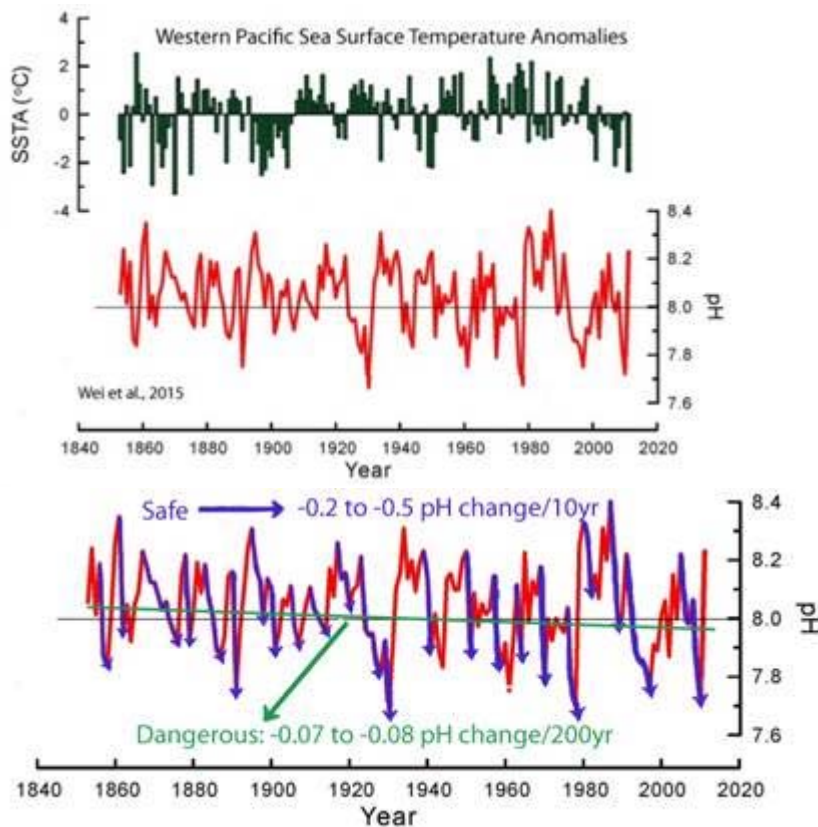 4
Western Pacific Sea Surface Temperature Anomalies
2
0
-2
-4
SSTA (°C)
8.4
8.2
8.0
7.8
7.6
pH
Wei et al., 2015
1840 1860 1880 1900 1920 1940 1960 1980 2000 2020
Year
Safe -0.2 to -0.5 pH change/10yr
8.4
8.2
8.0
7.8
7.6
pH
Dangerous: -0.07 to -0.08 pH change/200yr
1840 1860 1880 1900 1920 1940 1960 1980 2000 2020
Year